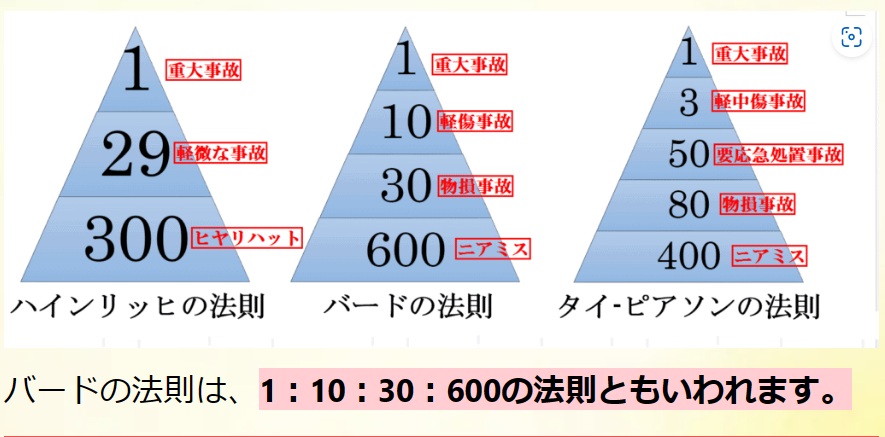 1 重大事故
29 軽微な事故
300 ヒヤリハット
ハインリッヒの法則
1 重大事故
10 軽傷事故
30 物損事故
600 ニアミス
バードの法則
1 重大事故
3 軽中傷事故
50 要応急処置事故
80 物損事故
400 ニアミス
タイ-ピアソンの法則
バードの法則は、1：10：30：600の法則ともいわれます。